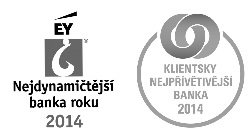 EY
Nejdynamičtější
banka roku
2014
KLIENTSKY
NEJPŘÍVĚTIVĚJŠÍ
BANKA
2014